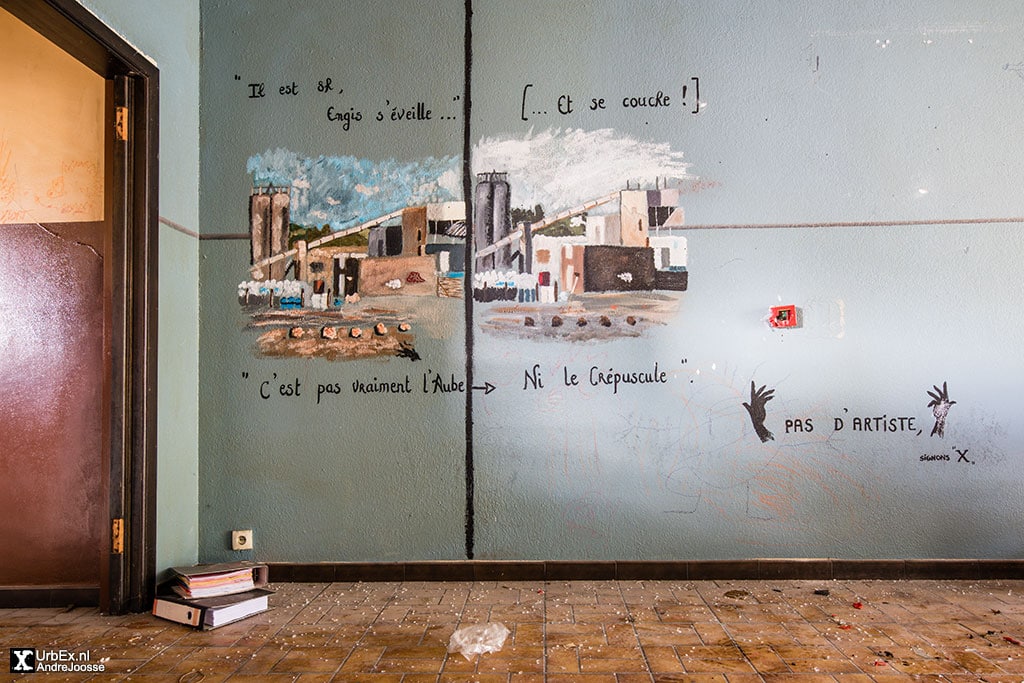 "Il est 8h,
Engis s'éveille..."
[... Et se couche !]
"C'est pas vraiment l'Aube → Ni le Crépuscule".
PAS D'ARTISTE,
SIGNONS "X"
X UrbEx.nl
AndreJoosse